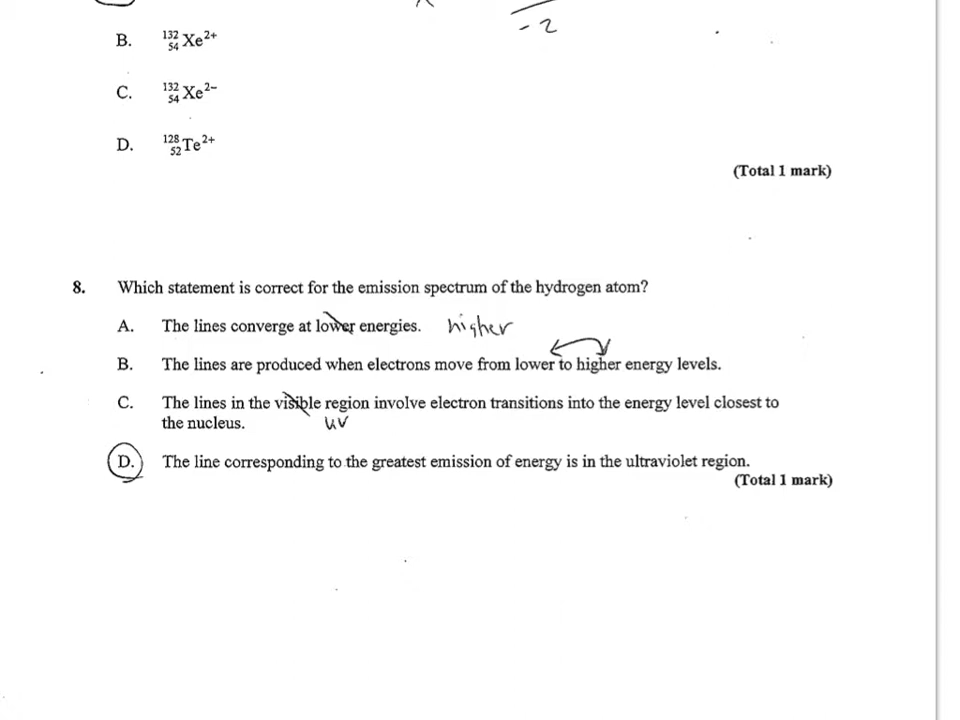 - 2
B. ¹³²₅₄Xe²⁺
C. ¹³²₅₄Xe²⁻
D. ¹²⁸₅₂Te²⁺
(Total 1 mark)
8. Which statement is correct for the emission spectrum of the hydrogen atom?
A. The lines converge at lower energies. higher
B. The lines are produced when electrons move from lower to higher energy levels.
C. The lines in the visible region involve electron transitions into the energy level closest to
the nucleus. uv
D. The line corresponding to the greatest emission of energy is in the ultraviolet region.
(Total 1 mark)